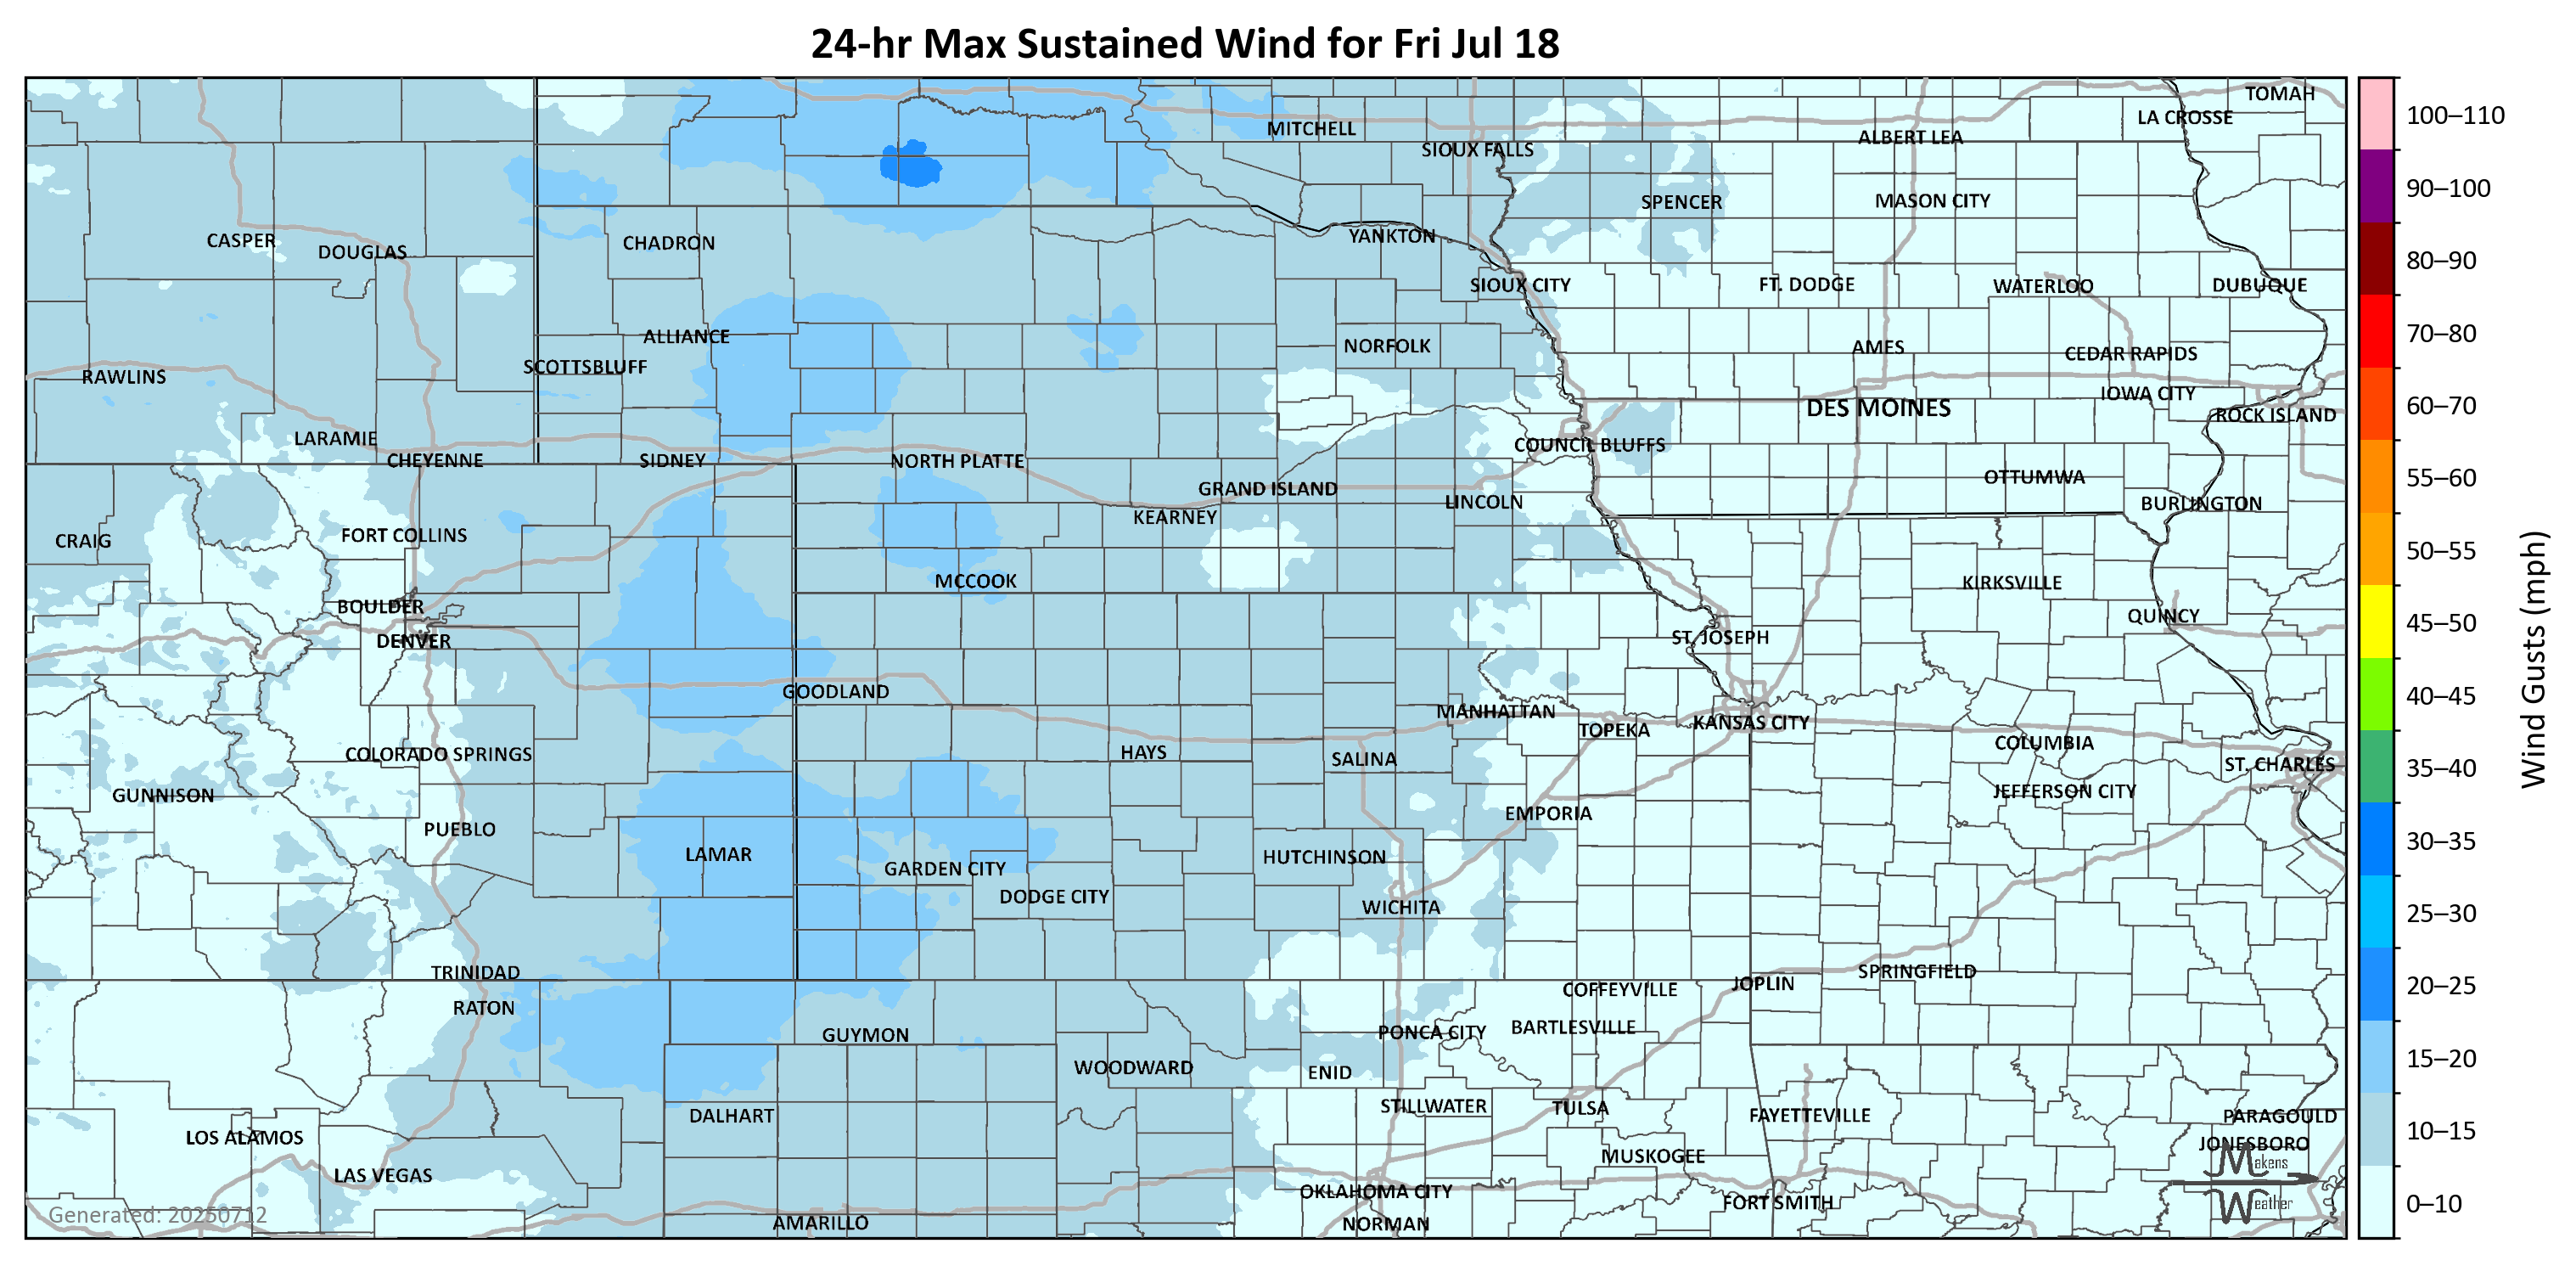 24-hr Max Sustained Wind for Fri Jul 18
TOMAH
LA CROSSE
MITCHELL
ALBERT LEA
SIOUX FALLS
SPENCER
MASON CITY
CASPER
DOUGLAS
CHADRON
YANKTON
SIOUX CITY
FT. DODGE
WATERLOO
DUBUQUE
ALLIANCE
NORFOLK
AMES
CEDAR RAPIDS
SCOTTSBLUFF
RAWLINS
IOWA CITY
DES MOINES
ROCK ISLAND
LARAMIE
COUNCIL BLUFFS
CHEYENNE
SIDNEY
NORTH PLATTE
OTTUMWA
GRAND ISLAND
LINCOLN
BURLINGTON
KEARNEY
FORT COLLINS
CRAIG
MCCOOK
KIRKSVILLE
BOULDER
QUINCY
DENVER
ST. JOSEPH
GOODLAND
MANHATTAN
TOPEKA
KANSAS CITY
COLUMBIA
COLORADO SPRINGS
HAYS
SALINA
ST. CHARLES
GUNNISON
JEFFERSON CITY
EMPORIA
PUEBLO
LAMAR
GARDEN CITY
HUTCHINSON
DODGE CITY
WICHITA
TRINIDAD
SPRINGFIELD
JOPLIN
COFFEYVILLE
RATON
GUYMON
PONCA CITY
BARTLESVILLE
WOODWARD
ENID
STILLWATER
TULSA
DALHART
FAYETTEVILLE
PARAGOULD
LOS ALAMOS
JONESBORO
MUSKOGEE
LAS VEGAS
OKLAHOMA CITY
FORT SMITH
AMARILLO
NORMAN
Generated: 20250712
Makens
Weather
100–110
90–100
80–90
70–80
60–70
55–60
50–55
45–50
40–45
35–40
30–35
25–30
20–25
15–20
10–15
0–10
Wind Gusts (mph)